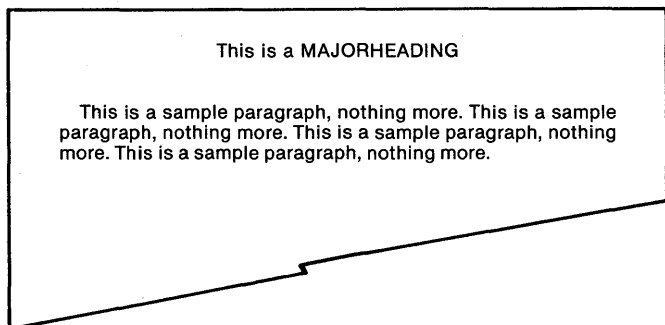 This is a MAJORHEADING
This is a sample paragraph, nothing more. This is a sample
paragraph, nothing more. This is a sample paragraph, nothing
more. This is a sample paragraph, nothing more.